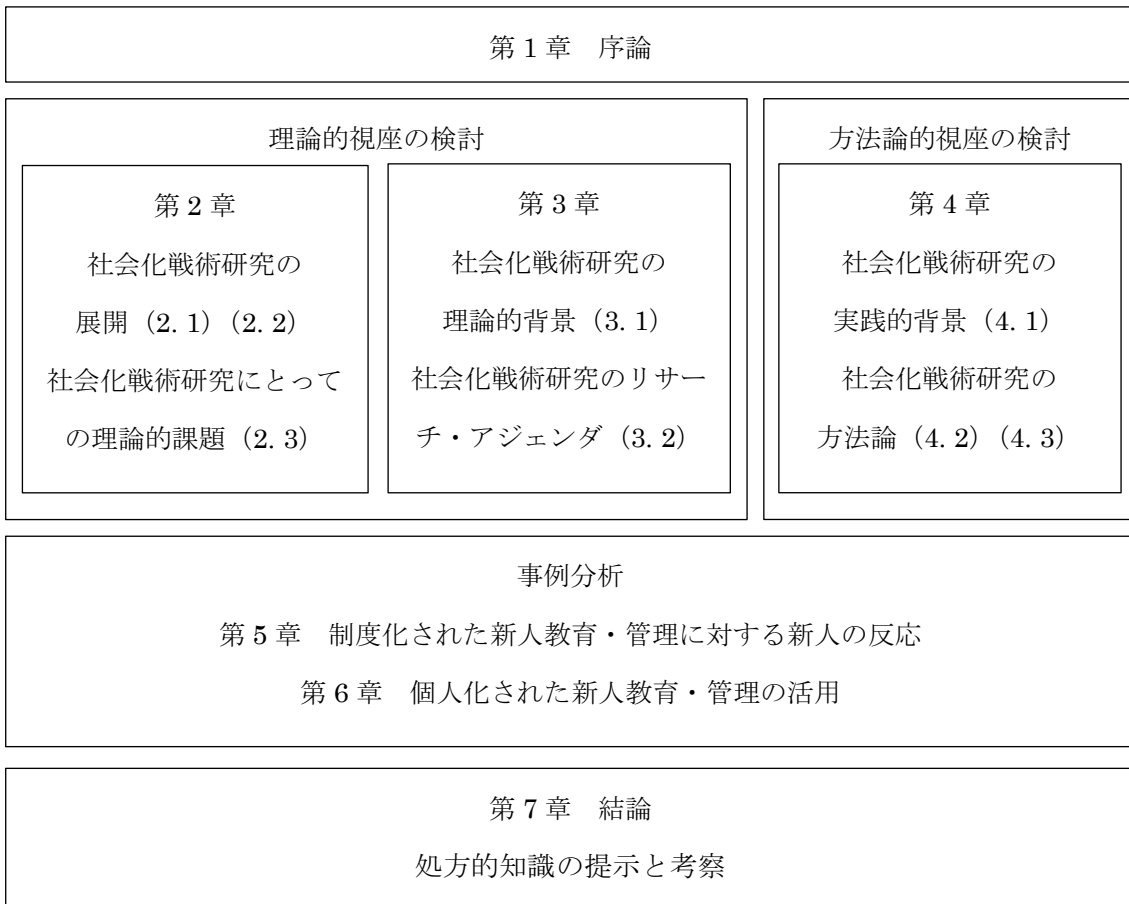 第 1 章　序論
理論的視座の検討
第 2 章
社会化戦術研究の
展開（2. 1）（2. 2）
社会化戦術研究にとって
の理論的課題（2. 3）
第 3 章
社会化戦術研究の
理論的背景（3. 1）
社会化戦術研究のリサー
チ・アジェンダ（3. 2）
方法論的視座の検討
第 4 章
社会化戦術研究の
実践的背景（4. 1）
社会化戦術研究の
方法論（4. 2）（4. 3）
事例分析
第 5 章　制度化された新人教育・管理に対する新人の反応
第 6 章　個人化された新人教育・管理の活用
第 7 章　結論
処方的知識の提示と考察